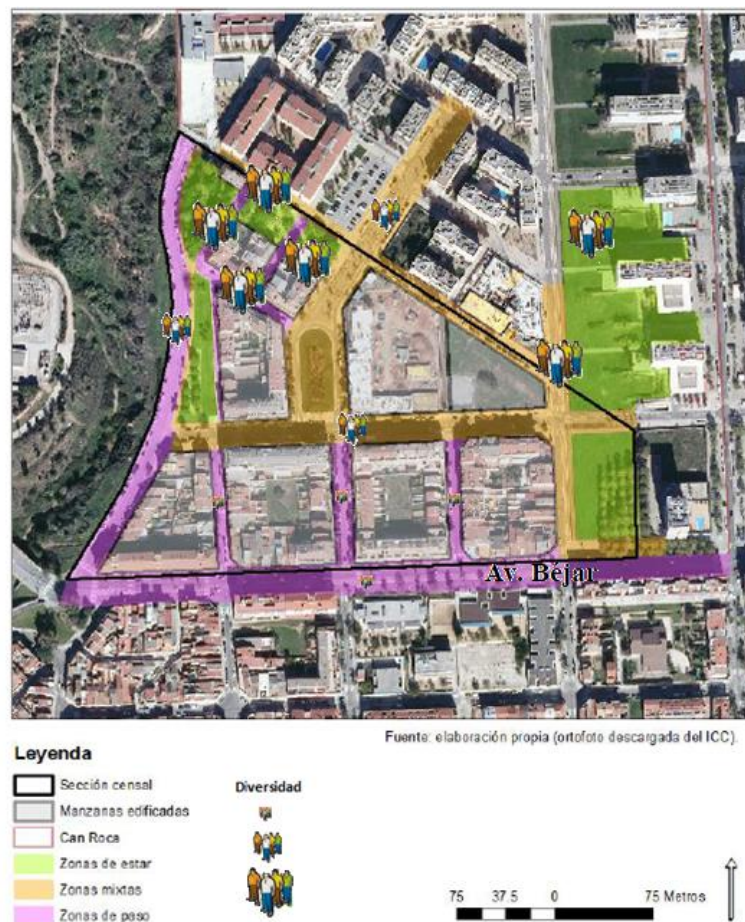 Av. Béjar
Fuente: elaboración propia (ortofoto descargada del ICC).
Leyenda
Sección censal
Manzanas edificadas
Can Roca
Zonas de estar
Zonas mixtas
Zonas de paso
Diversidad
75 37.5 0 75 Metros